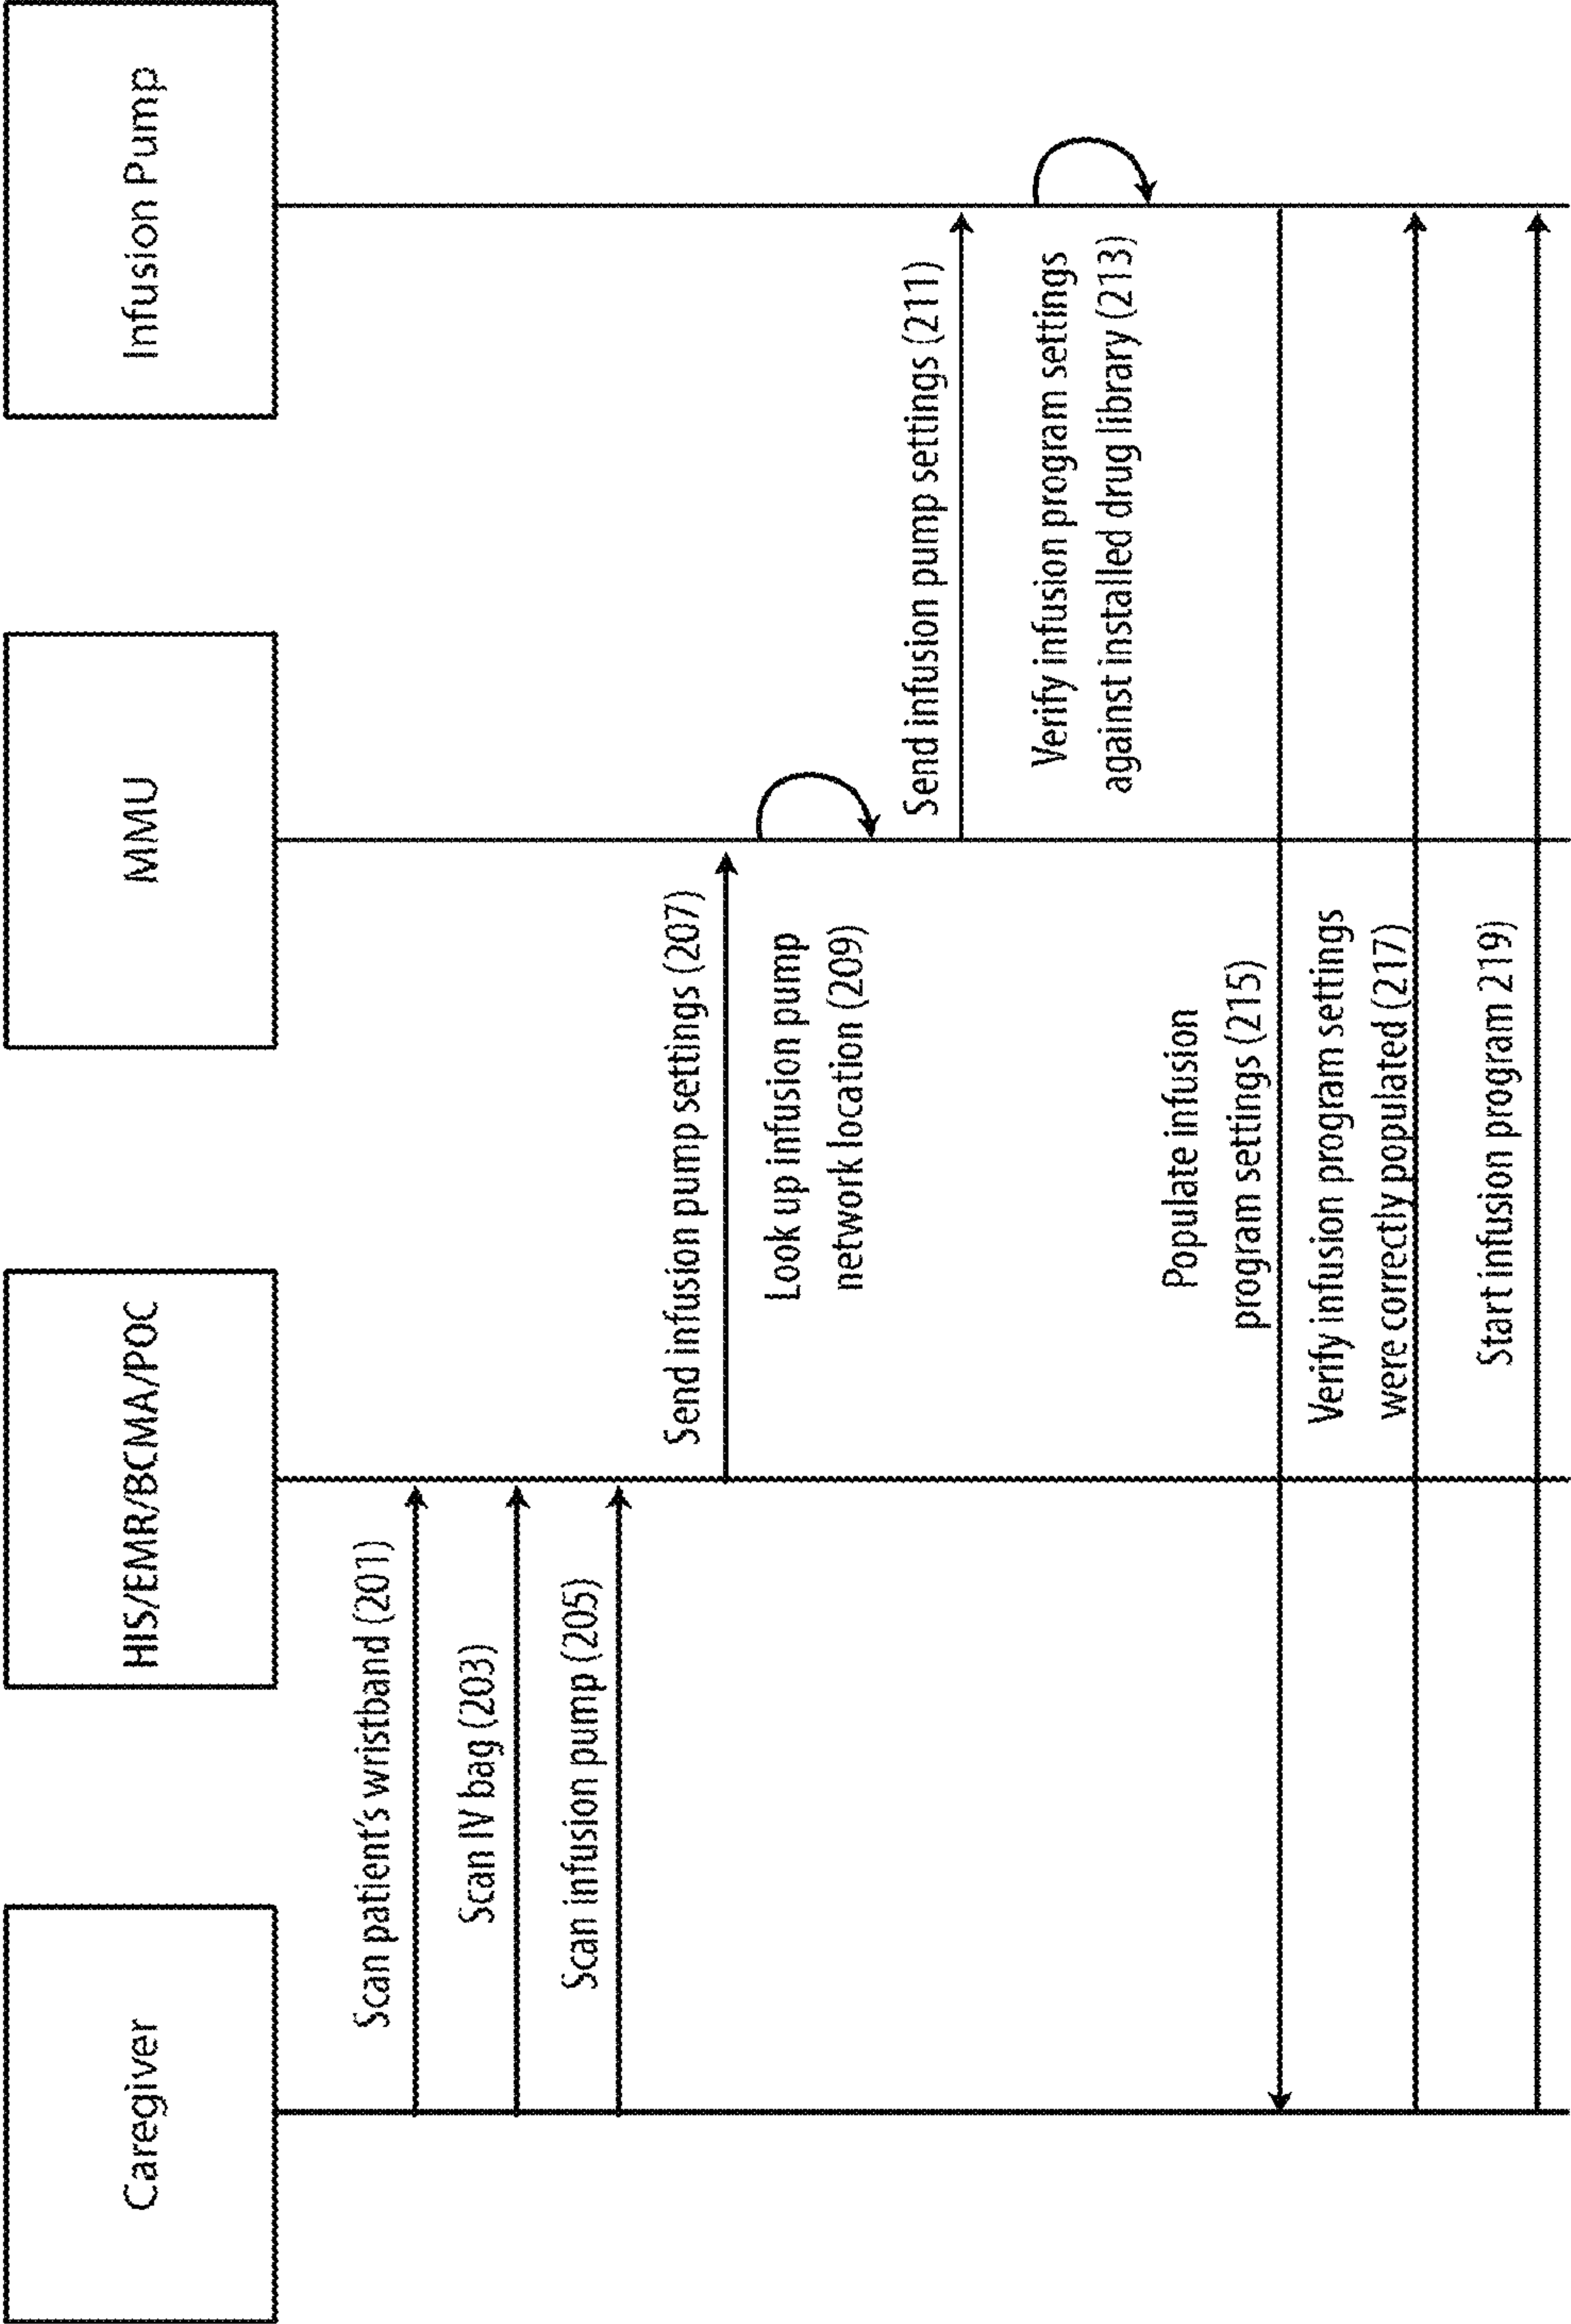 Caregiver
HIS/EMR/BCMA/POC
MMU
Infusion Pump
Scan patient's wristband (201)
Scan IV bag (203)
Scan infusion pump (205)
Send infusion pump settings (207)
Look up infusion pump
network location (209)
Send infusion pump settings (211)
Verify infusion program settings
against installed drug library (213)
Populate infusion
program settings (215)
Verify infusion program settings
were correctly populated (217)
Start infusion program 219)